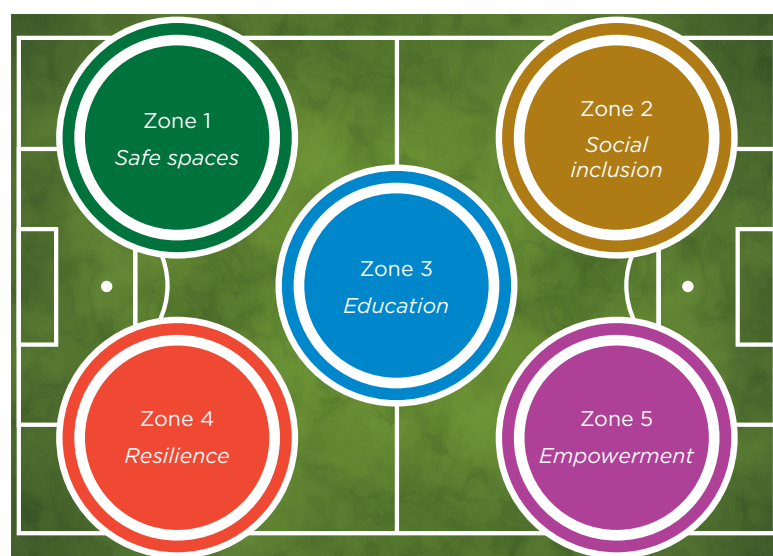 Zone 1
Safe spaces
Zone 2
Social
inclusion
Zone 3
Education
Zone 4
Resilience
Zone 5
Empowerment